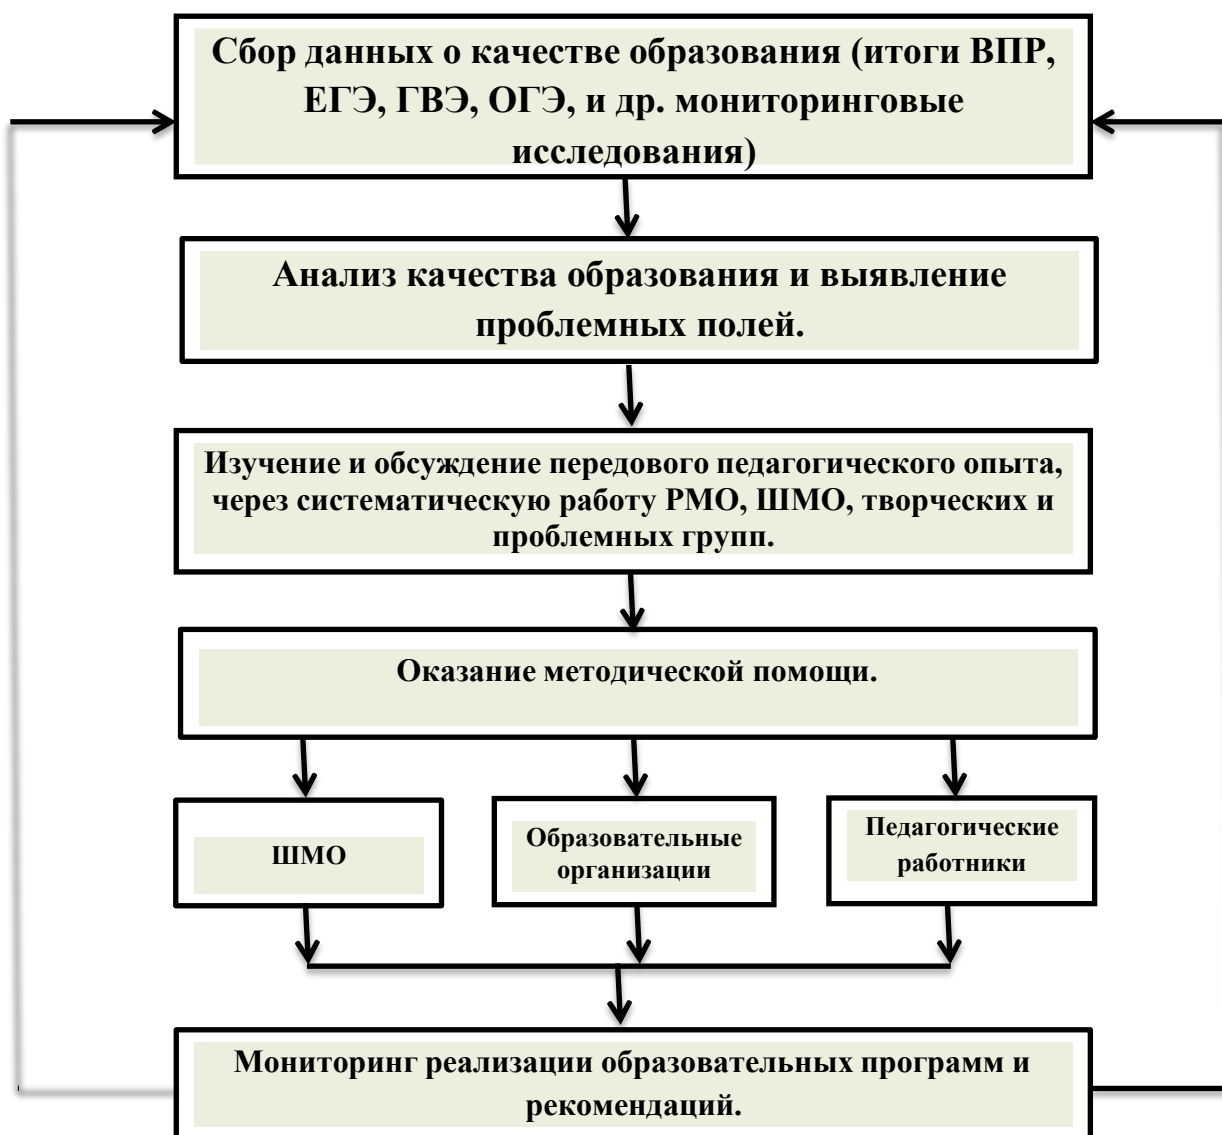 Сбор данных о качестве образования (итоги ВПР,
ЕГЭ, ГВЭ, ОГЭ, и др. мониторинговые
исследования)
Анализ качества образования и выявление
проблемных полей.
Изучение и обсуждение передового педагогического опыта,
через систематическую работу РМО, ШМО, творческих и
проблемных групп.
Оказание методической помощи.
ШМО
Образовательные
организации
Педагогические
работники
Мониторинг реализации образовательных программ и
рекомендаций.